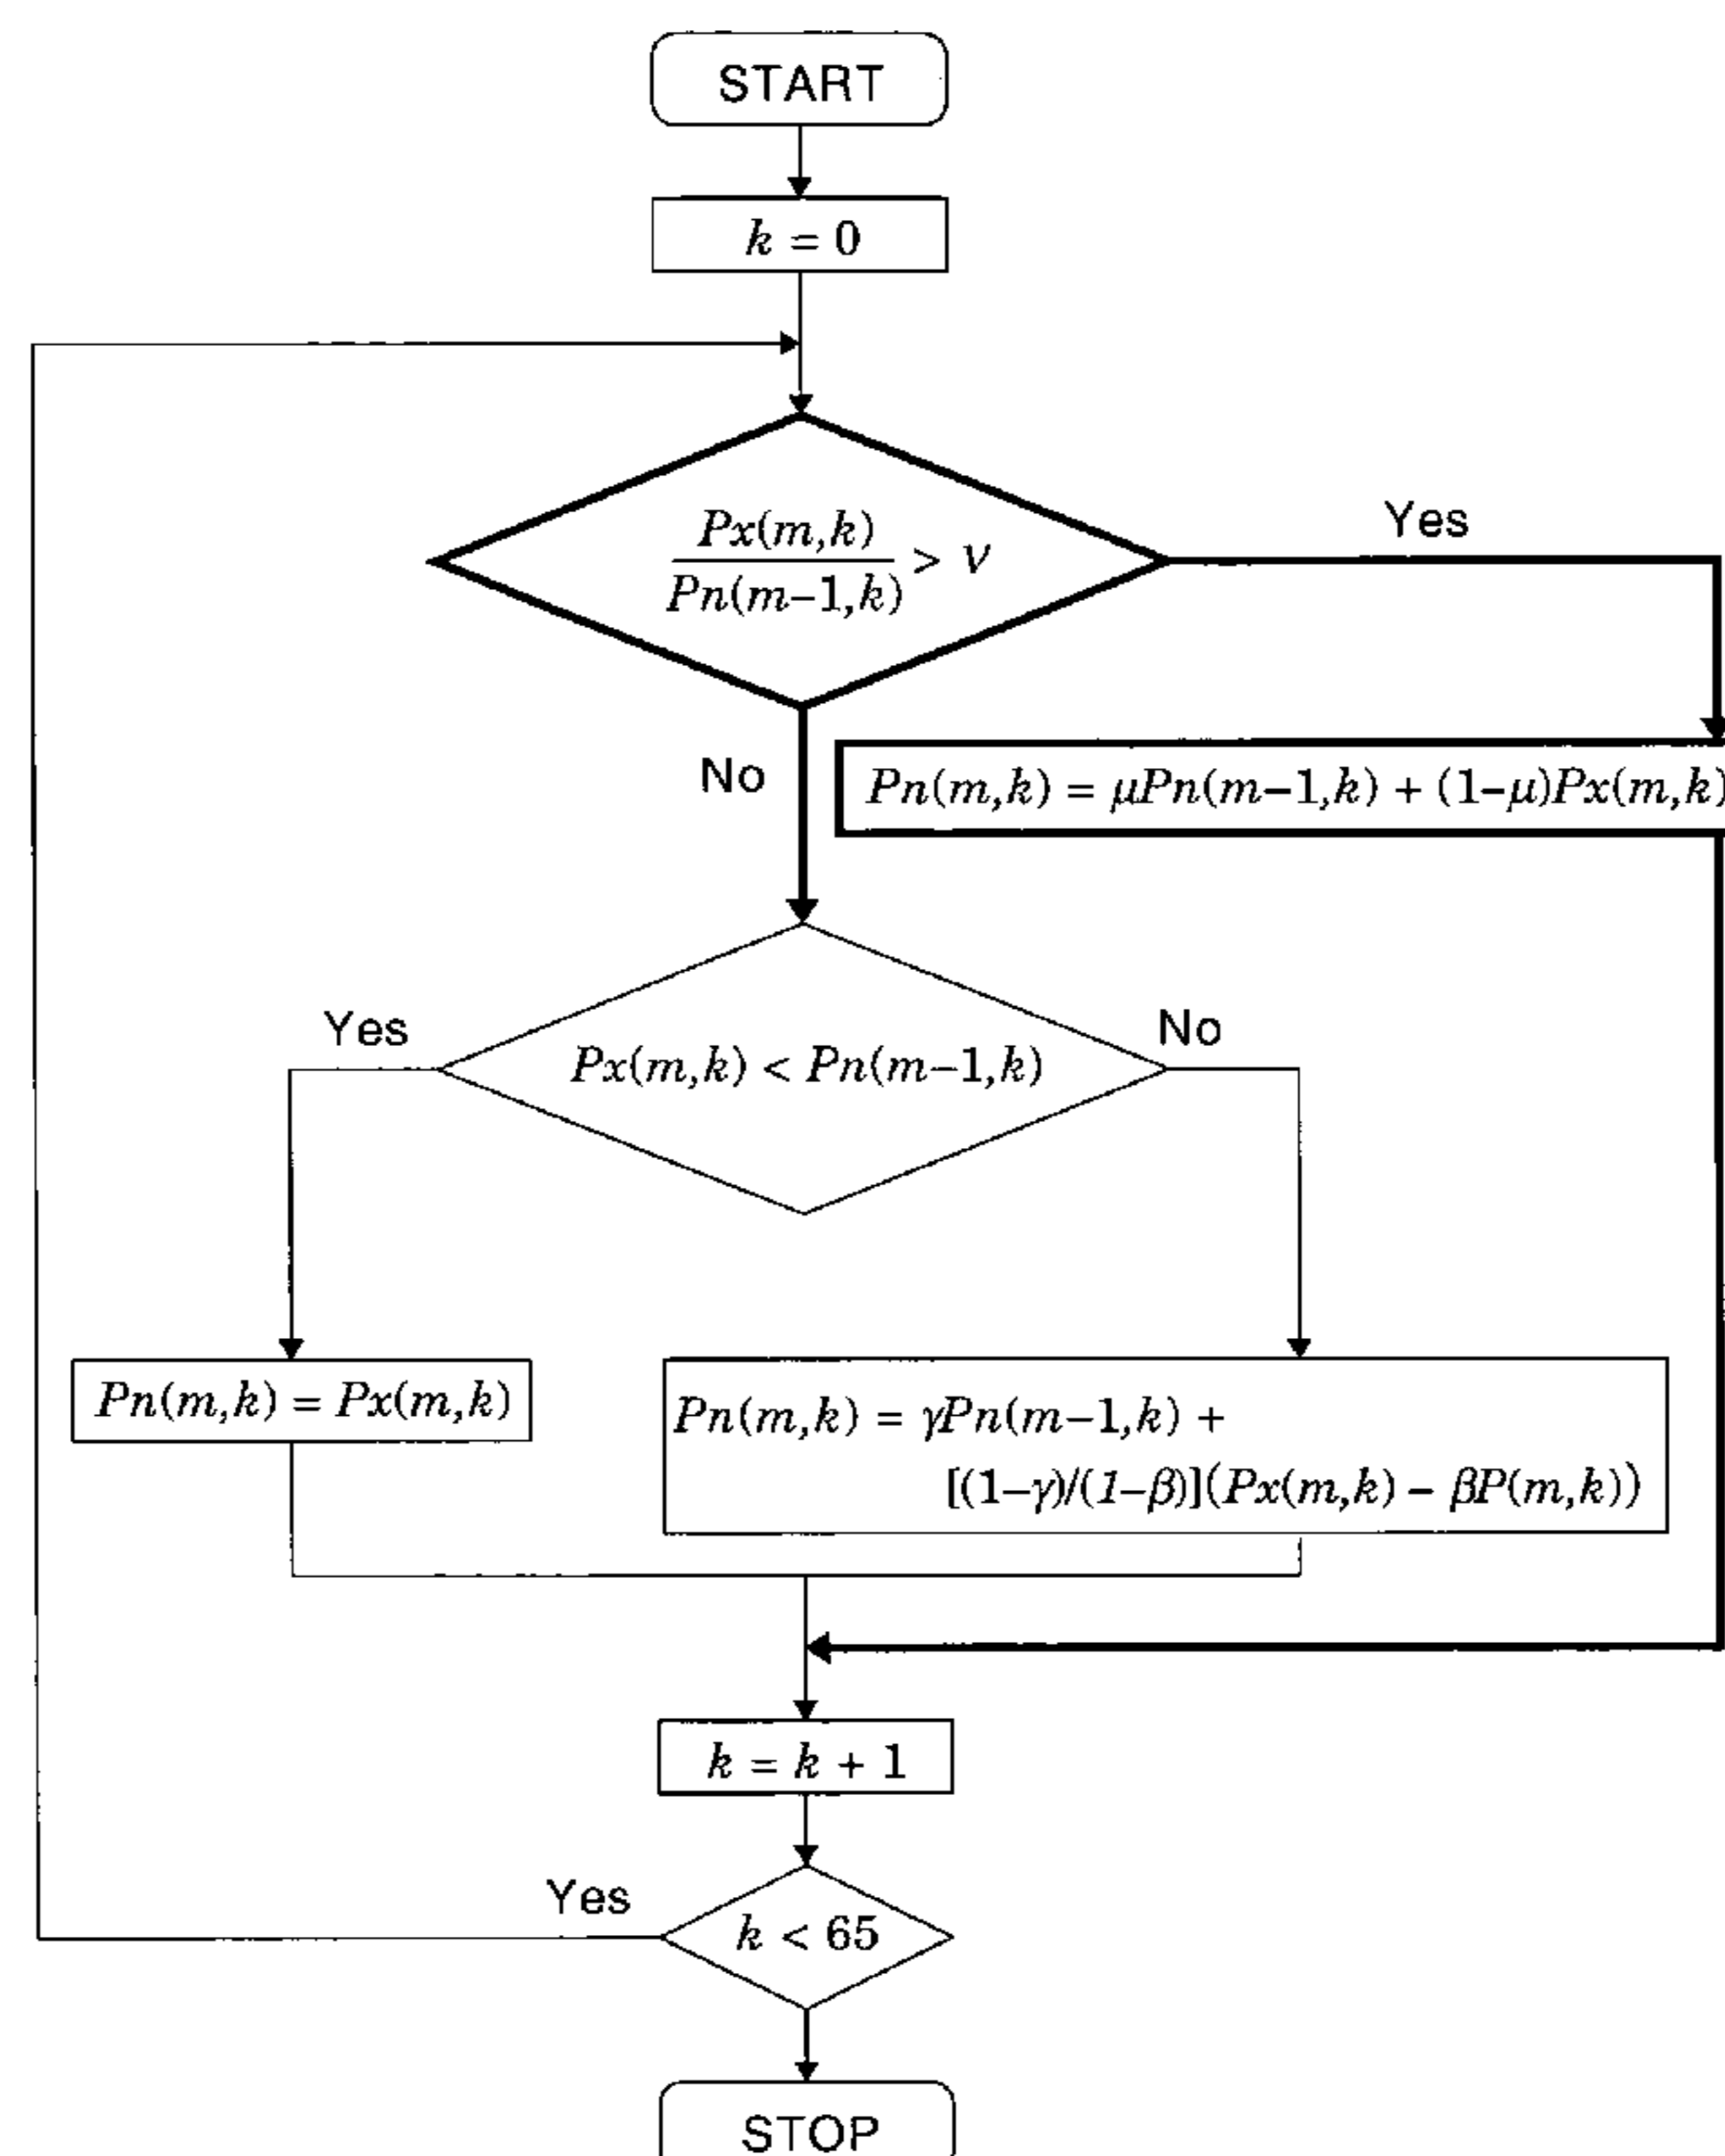 START
k = 0
Px(m,k)
Pn(m–1,k)
> ν
Yes
No
Pn(m,k) = μPn(m–1,k) + (1–μ)Px(m,k)
Yes
No
Px(m,k) < Pn(m–1,k)
Pn(m,k) = Px(m,k)
Pn(m,k) = γPn(m–1,k) +
[(1–γ)/(1–β)](Px(m,k) – βP(m,k))
k = k + 1
Yes
k < 65
STOP